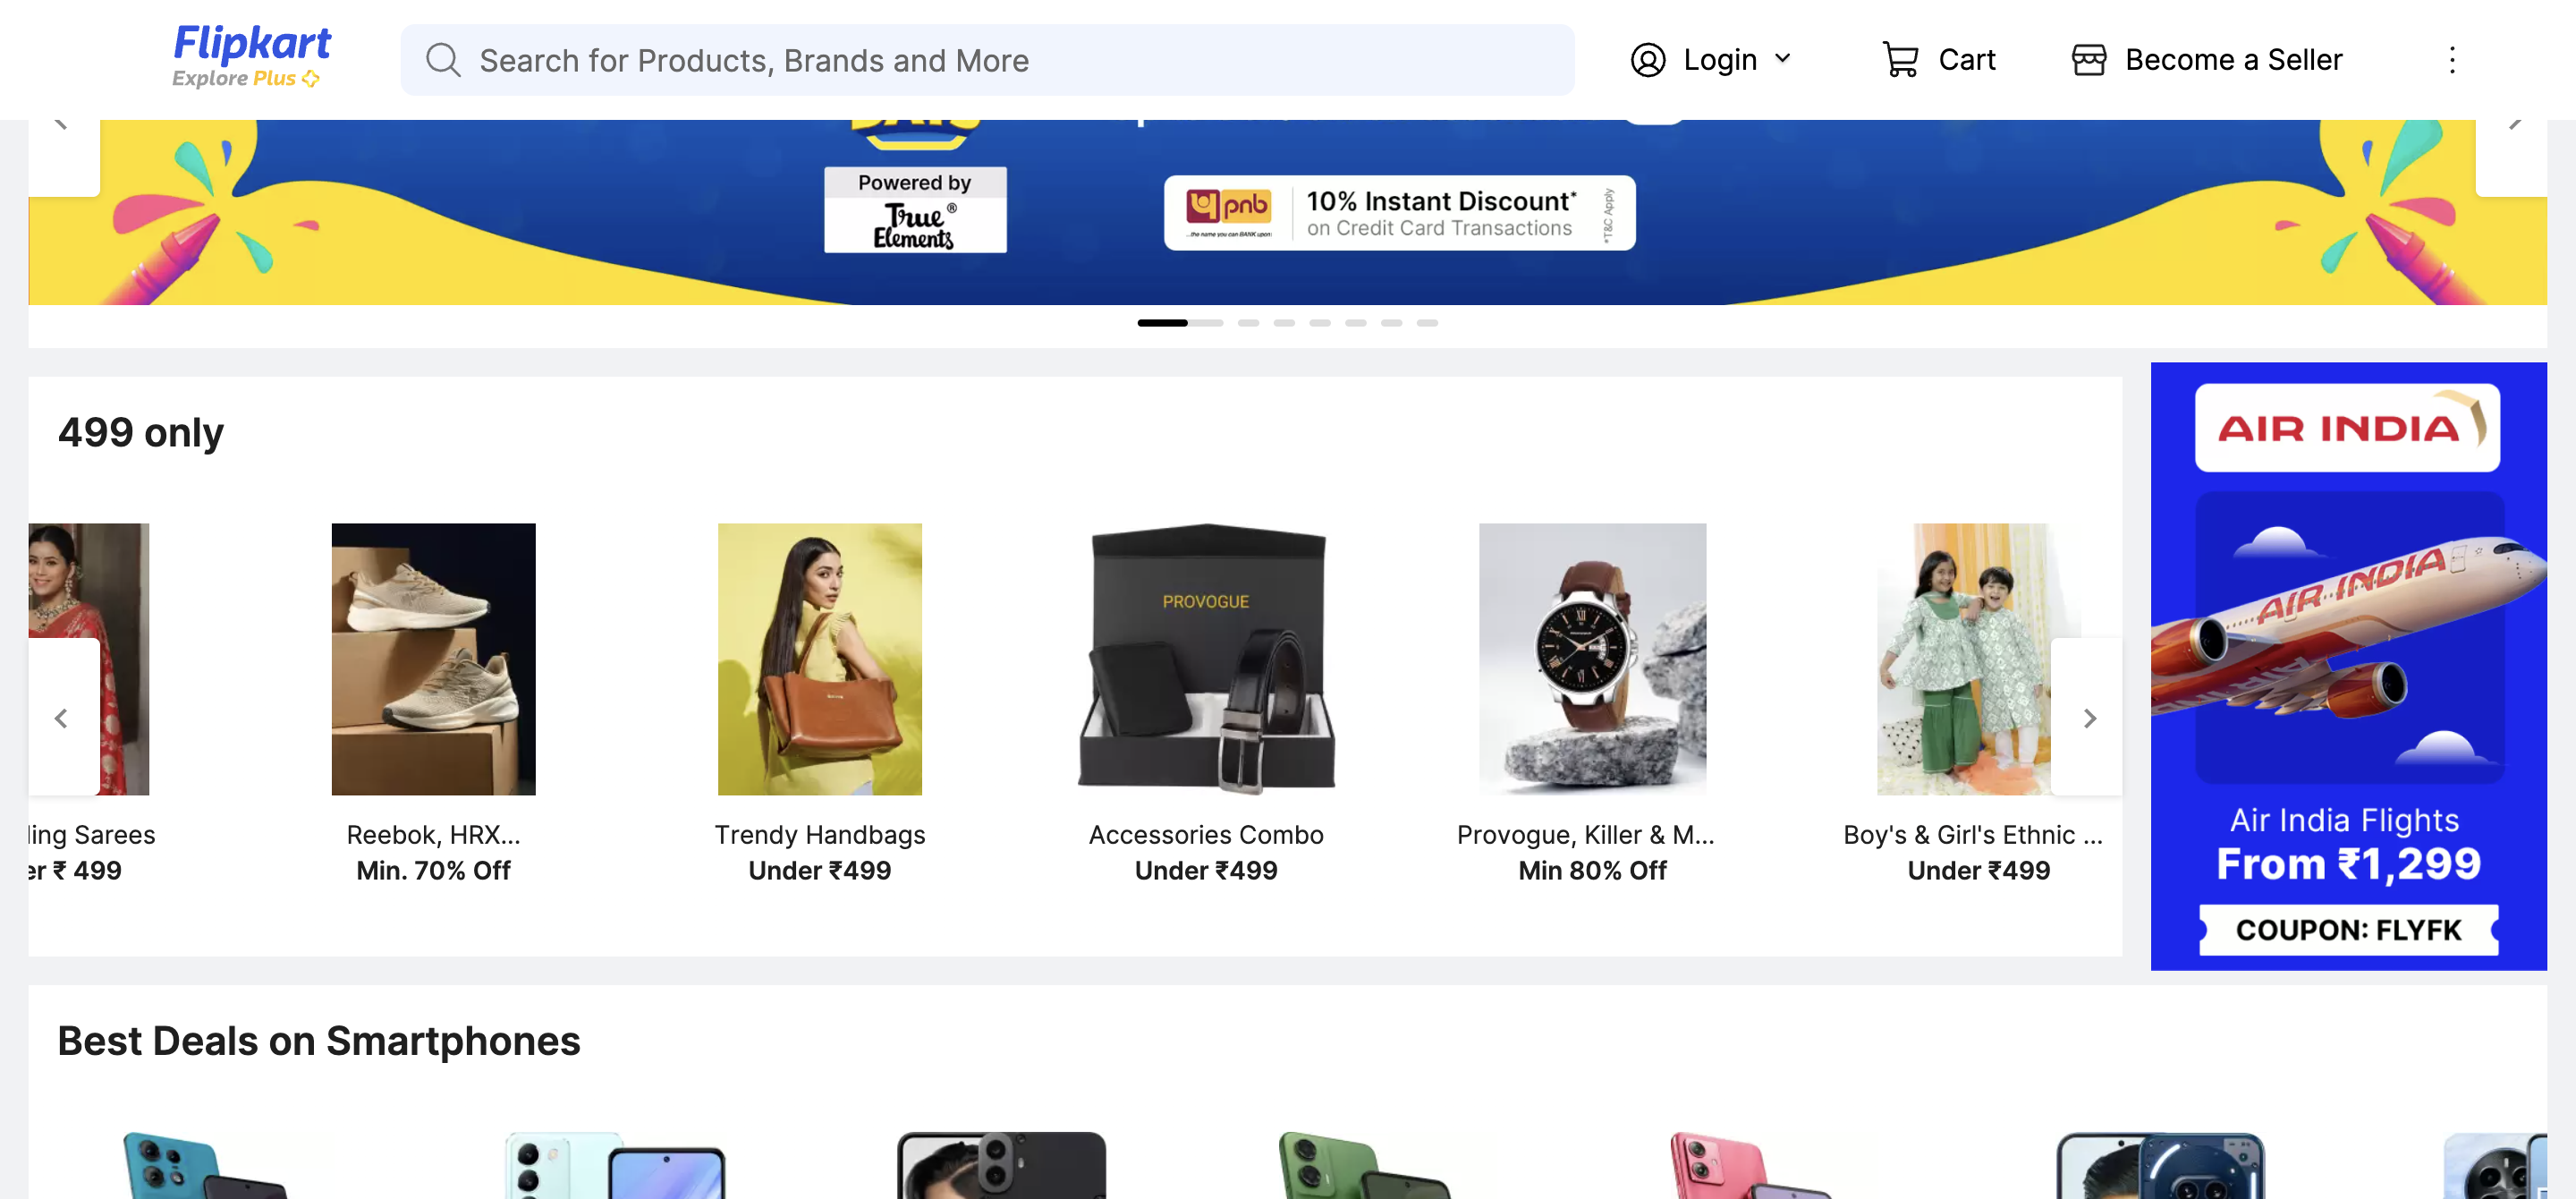 Flipkart
Explore Plus
Search for Products, Brands and More
Login
Cart
Become a Seller
Powered by
True ®
Elements
pnb
...the name you can BANK upon!
10% Instant Discount*
on Credit Card Transactions
*T&C Apply
499 only
PROVOGUE
ling Sarees
er ₹ 499
Reebok, HRX...
Min. 70% Off
Trendy Handbags
Under ₹499
Accessories Combo
Under ₹499
Provogue, Killer & M...
Min 80% Off
Boy's & Girl's Ethnic ...
Under ₹499
AIR INDIA
AIR INDIA
Air India Flights
From ₹1,299
COUPON: FLYFK
Best Deals on Smartphones